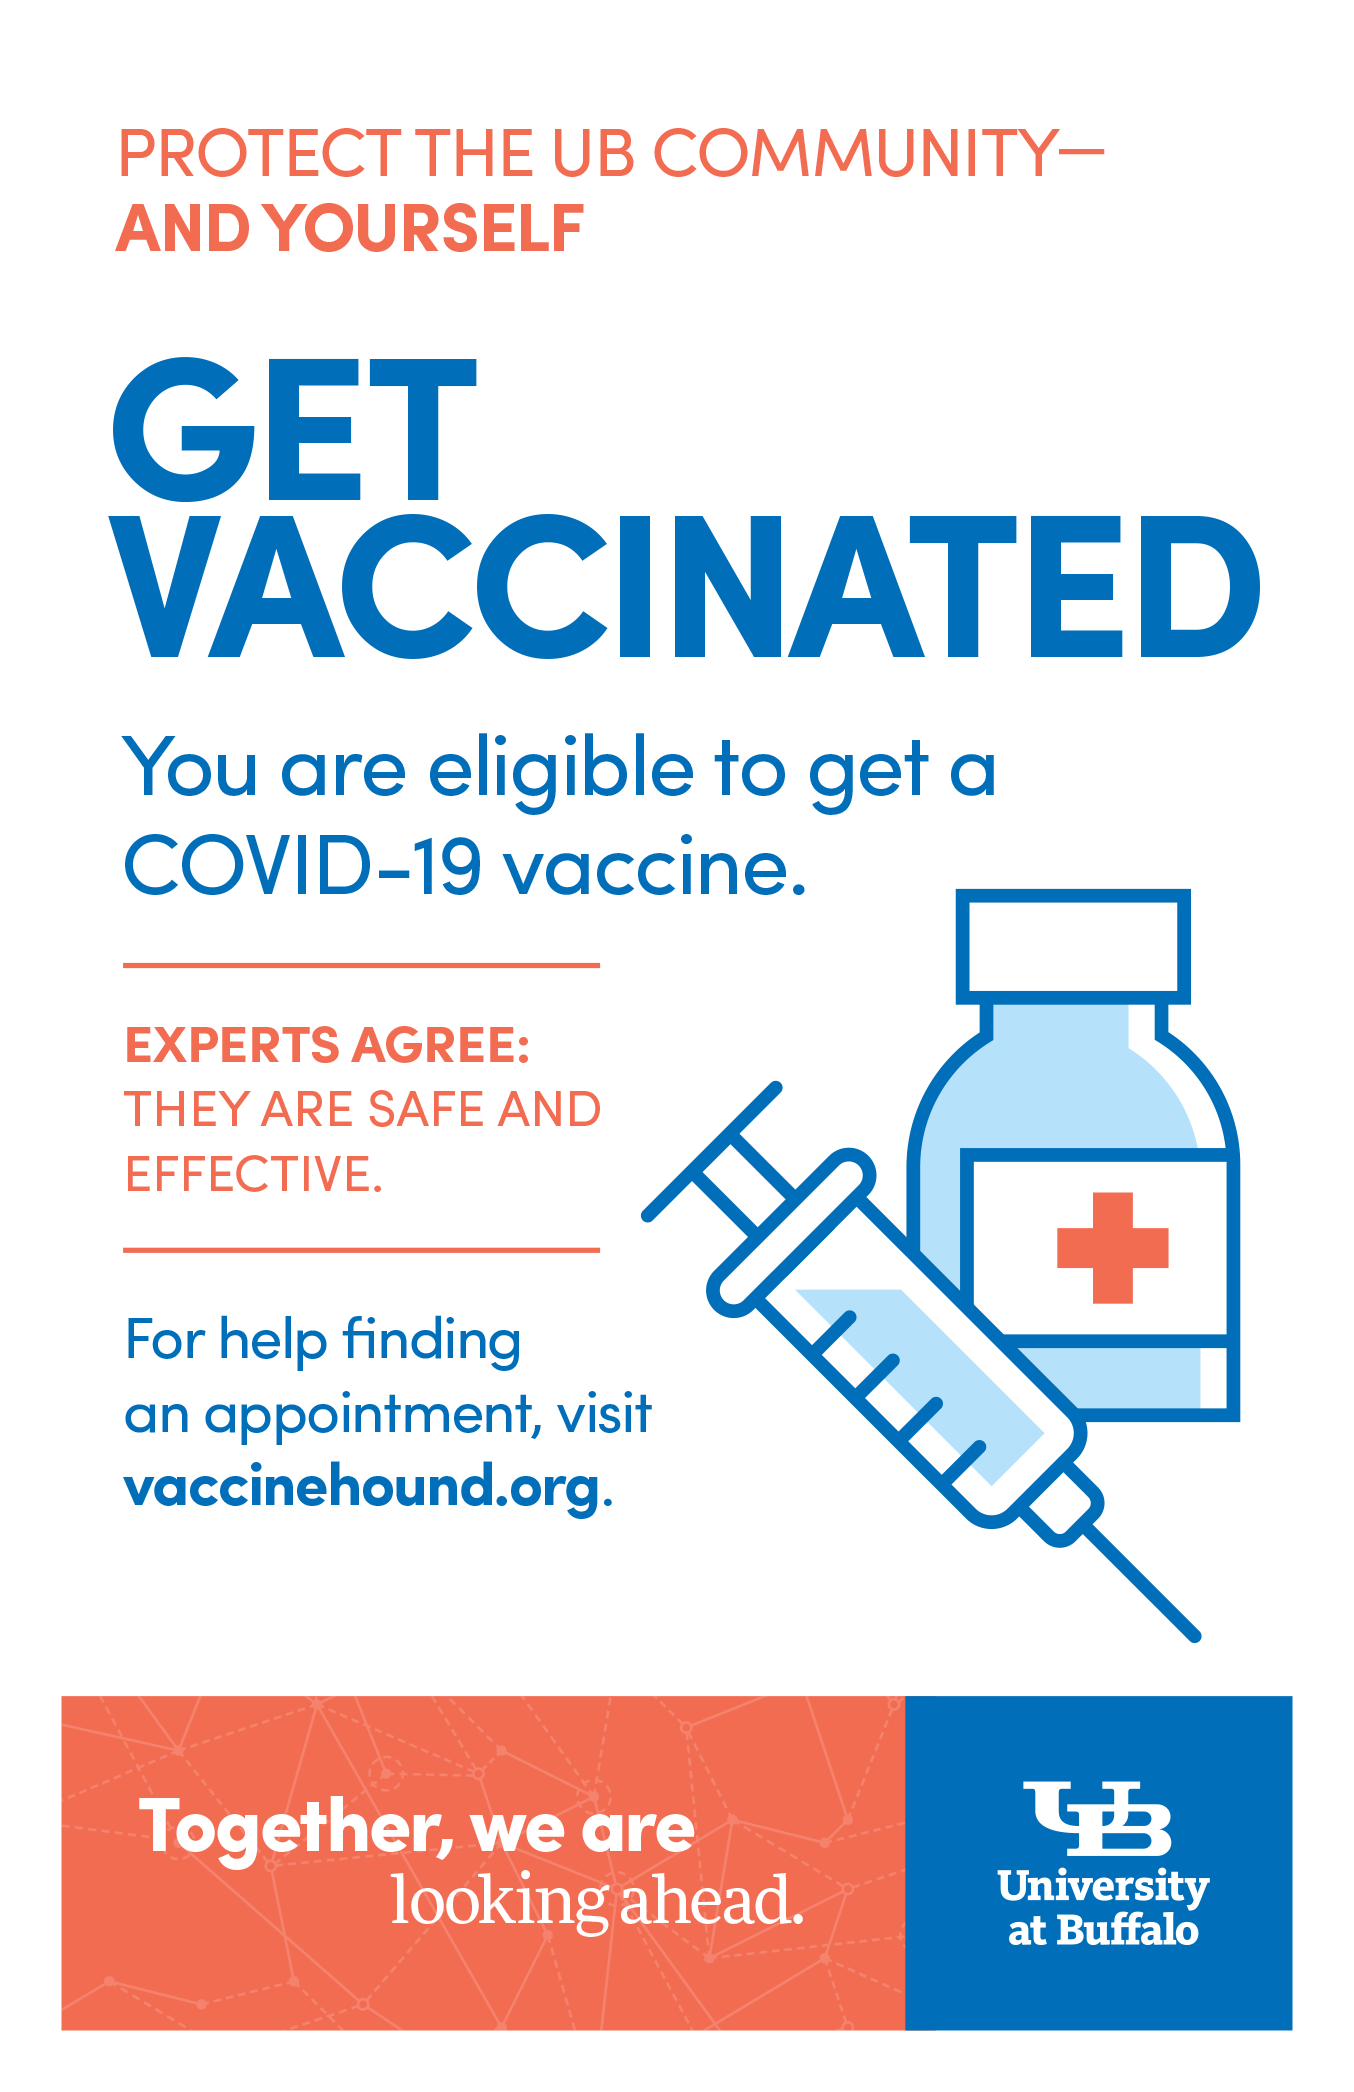 PROTECT THE UB COMMUNITY—
AND YOURSELF
GET
VACCINATED
You are eligible to get a
COVID-19 vaccine.
EXPERTS AGREE:
THEY ARE SAFE AND
EFFECTIVE.
For help finding
an appointment, visit
vaccinehound.org.
Together, we are
looking ahead.
UB
University
at Buffalo